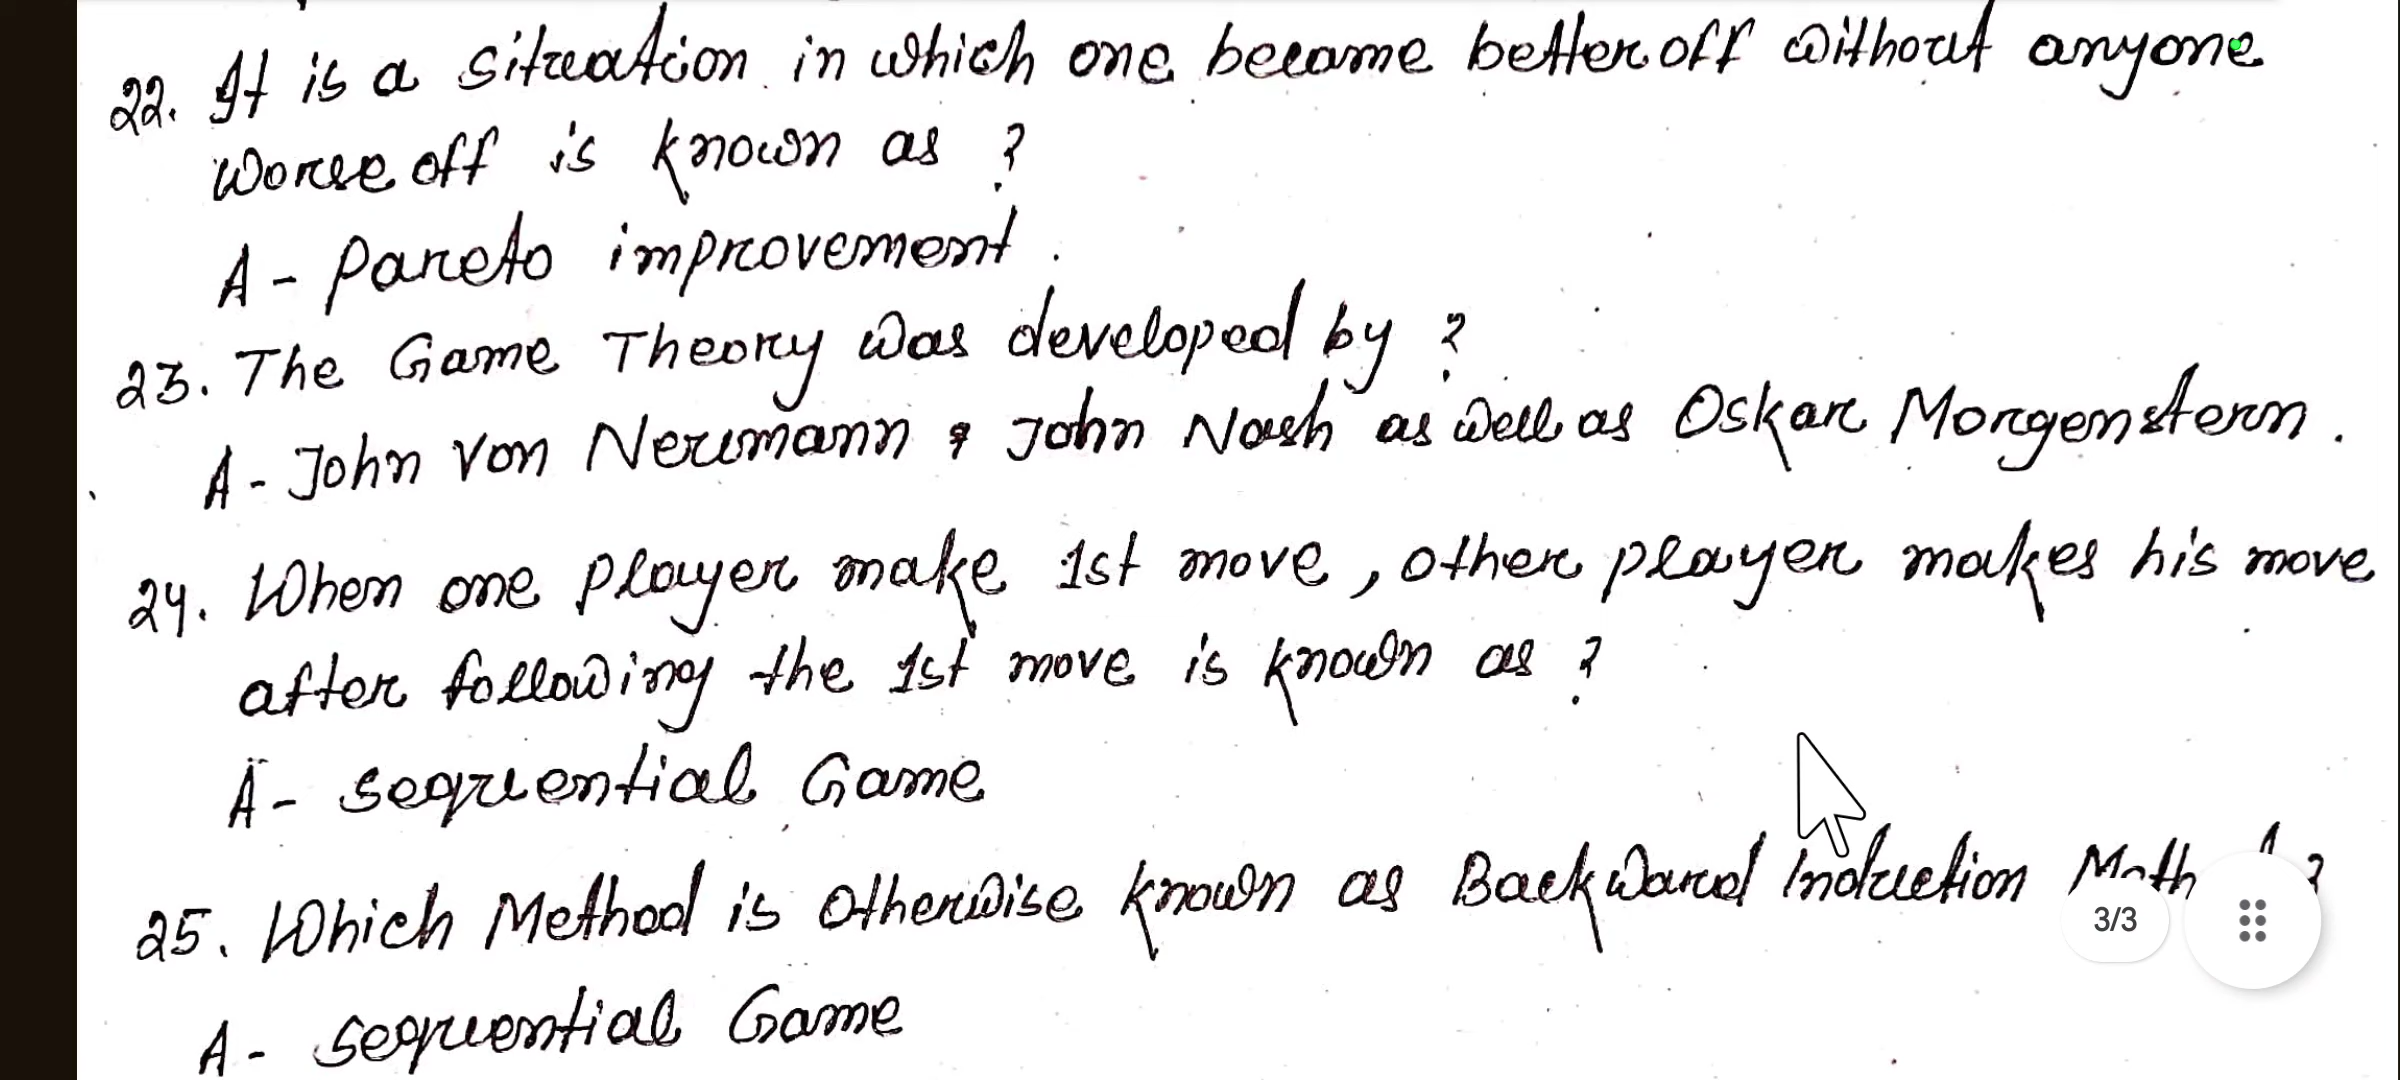 22. It is a situation in which one became better off without anyone
worse off is known as ?
A - Pareto improvement.
23. The Game Theory was developed by ?
A - John Von Neumann & John Nash as well as Oskar Morgenstern.
24. When one player make 1st move, other player makes his move
after following the 1st move is known as ?
A - Sequential Game
25. Which Method is otherwise known as Backward Induction ?
3/3
A - Sequential Game